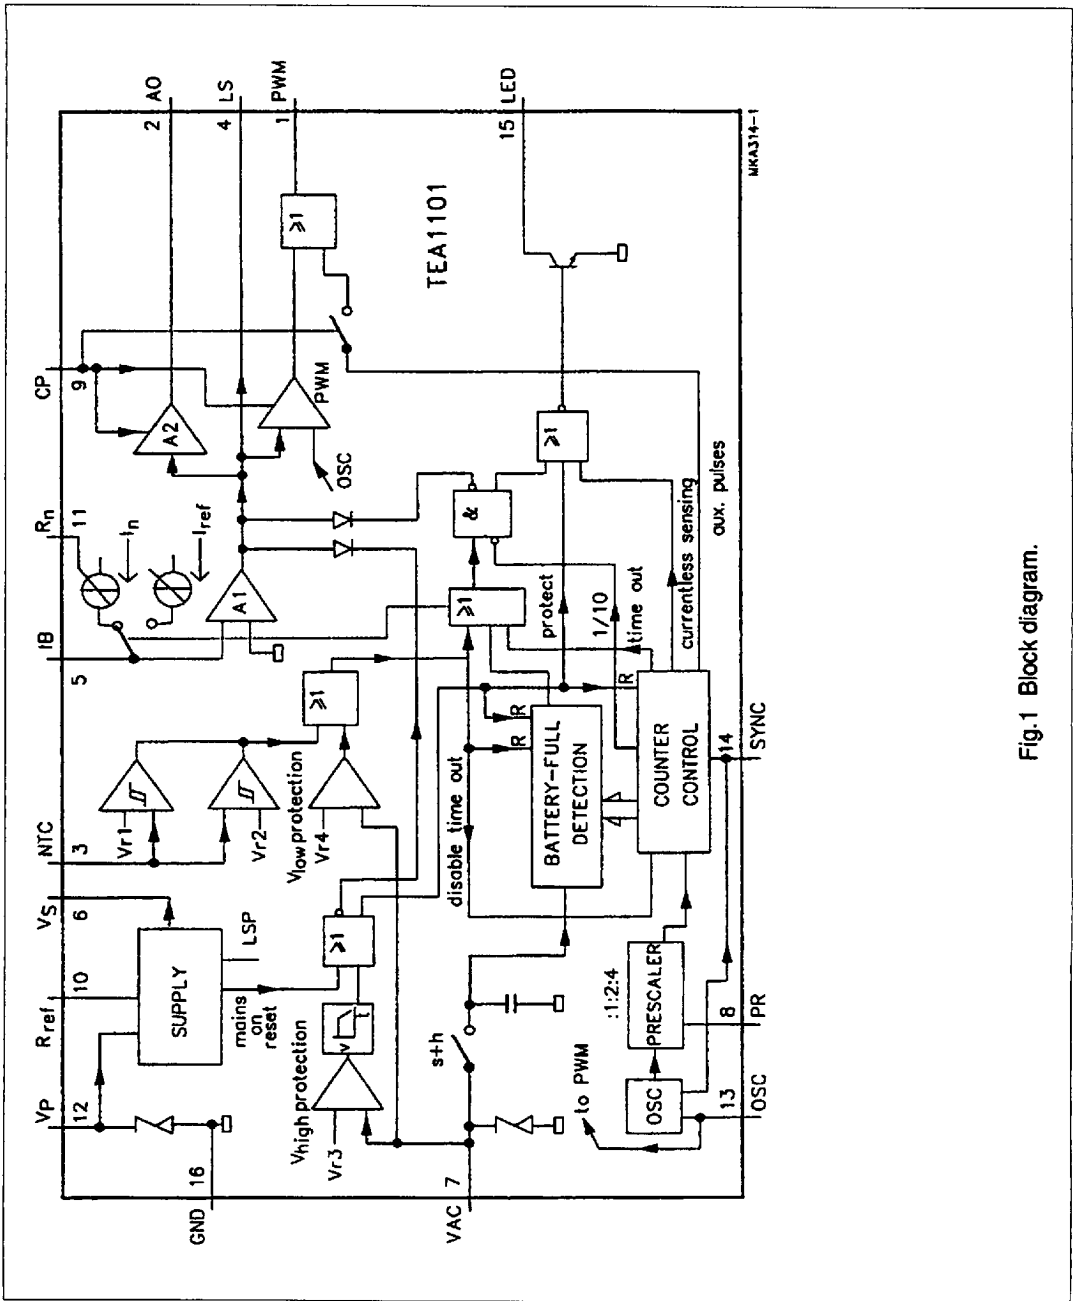 VP
12
Rref
10
VS
6
NTC
3
IB
5
Rn
11
CP
9
GND
16
SUPPLY
LSP
mains
on
reset
Vr1
Vr2
In
Iref
A1
A2
2 AO
4 LS
1 PWM
PWM
OSC
≥1
Vhigh protection
Vr3
V
t
≥1
Vlow protection
Vr4
≥1
TEA1101
disable time out
≥1
&
≥1
15 LED
VAC
7
s+h
R
R
BATTERY-FULL
DETECTION
protect
1/10
time out
R
currentless sensing
aux. pulses
to PWM
OSC
:1:2:4
PRESCALER
COUNTER
CONTROL
13
OSC
8
PR
14
SYNC
MKA314-1
Fig.1 Block diagram.